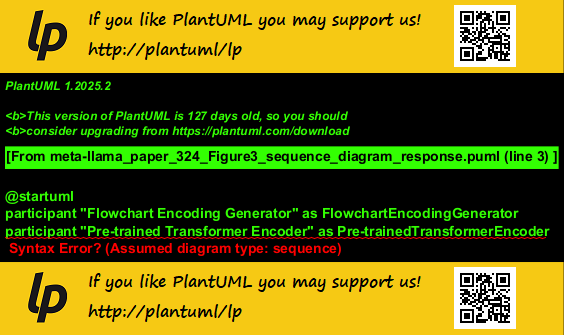 lp
If you like PlantUML you may support us!
http://plantuml/lp
PlantUML 1.2025.2
<b>This version of PlantUML is 127 days old, so you should
<b>consider upgrading from https://plantuml.com/download
[From meta-llama_paper_324_Figure3_sequence_diagram_response.puml (line 3) ]
@startuml
participant "Flowchart Encoding Generator" as FlowchartEncodingGenerator
participant "Pre-trained Transformer Encoder" as Pre-trainedTransformerEncoder
Syntax Error? (Assumed diagram type: sequence)
lp
If you like PlantUML you may support us!
http://plantuml/lp